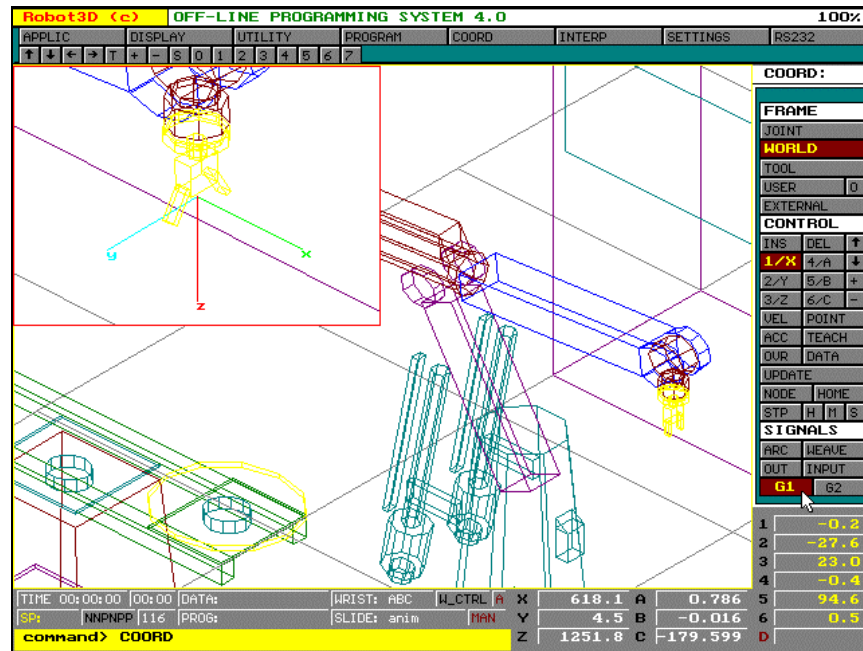 Robot3D (c) OFF-LINE PROGRAMMING SYSTEM 4.0 100%
APPLIC DISPLAY UTILITY PROGRAM COORD INTERP SETTINGS RS232
↑ ↓ ← → T + - S 0 1 2 3 4 5 6 7
COORD:
FRAME
JOINT
WORLD
TOOL
USER 0
EXTERNAL
CONTROL
INS DEL ↑
1/X 4/A ↓
2/Y 5/B +
3/Z 6/C -
VEL POINT
ACC TEACH
OVR DATA
UPDATE
NODE HOME
STP H M S
SIGNALS
ARC WEAVE
OUT INPUT
G1 G2
y x
z
1 -0.2
2 -27.6
3 23.0
4 -0.4
5 94.6
6 0.5
D
TIME 00:00:00 00:00 DATA: WRIST: ABC W_CTRL A X 618.1 A 0.786
SP: NNPNPP 116 PROG: SLIDE: anim MAN Y 4.5 B -0.016
command> COORD Z 1251.8 C -179.599